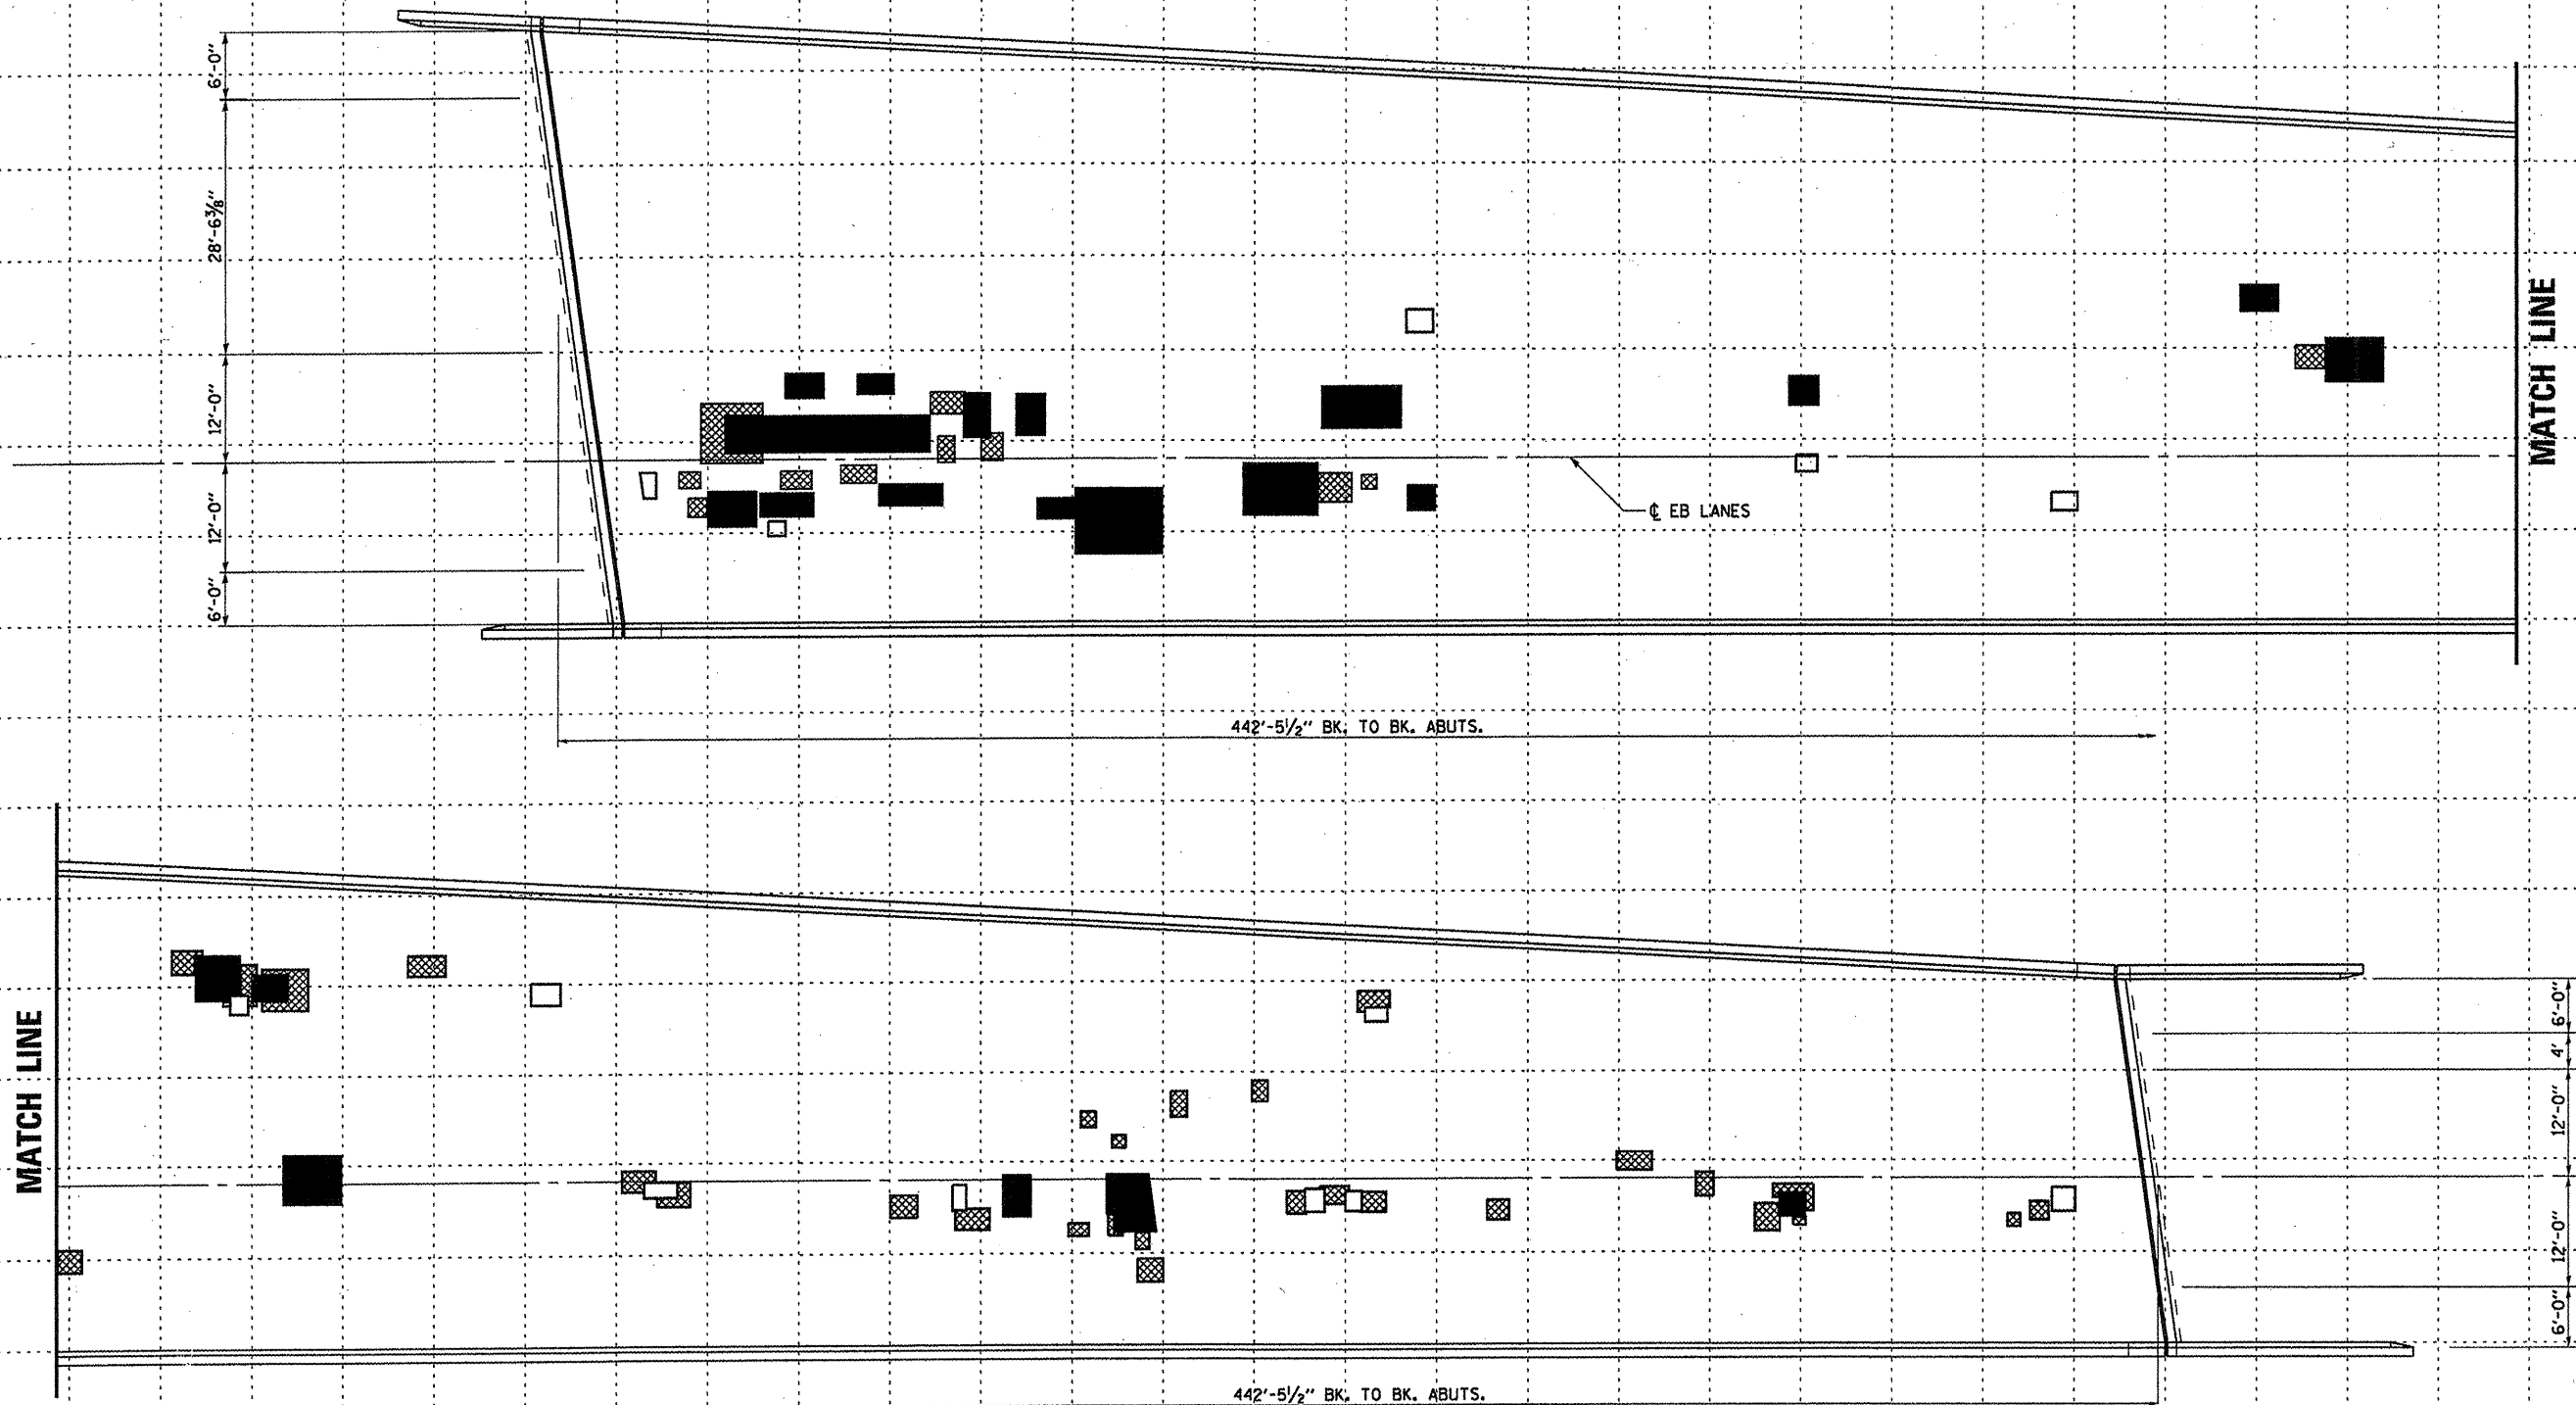 6'-0"
28'-6⅜"
12'-0"
12'-0"
6'-0"
MATCH LINE
℄ EB LANES
442'-5½" BK. TO BK. ABUTS.
MATCH LINE
6'-0"
4'
12'-0"
12'-0"
6'-0"
442'-5½" BK. TO BK. ABUTS.